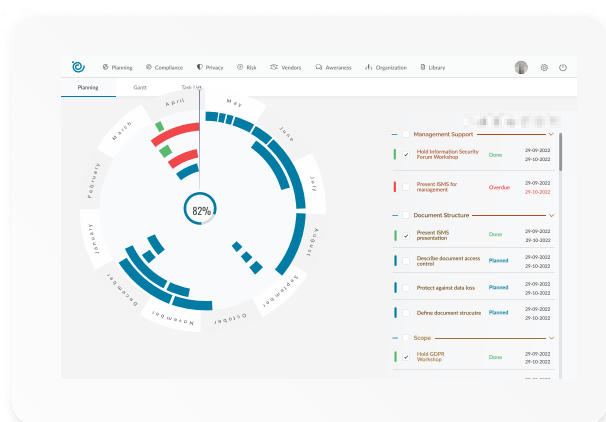 Planning Compliance Privacy Risk Vendors Aweraness Organization Library
Planning Gantt Task List
April
May
June
July
August
September
October
November
December
January
February
March
82%
Management Support
Hold Information Security
Forum Workshop
Done
29-09-2022
29-10-2022
Present ISMS for
management
Overdue
29-09-2022
29-10-2022
Document Structure
Present ISMS
presentation
Done
29-09-2022
29-10-2022
Describe document access
control
Planned
29-09-2022
29-10-2022
Protect against data loss
Planned
29-09-2022
29-10-2022
Define document strucutre
Planned
29-09-2022
29-10-2022
Scope
Hold GDPR
Workshop
Done
29-09-2022
29-10-2022